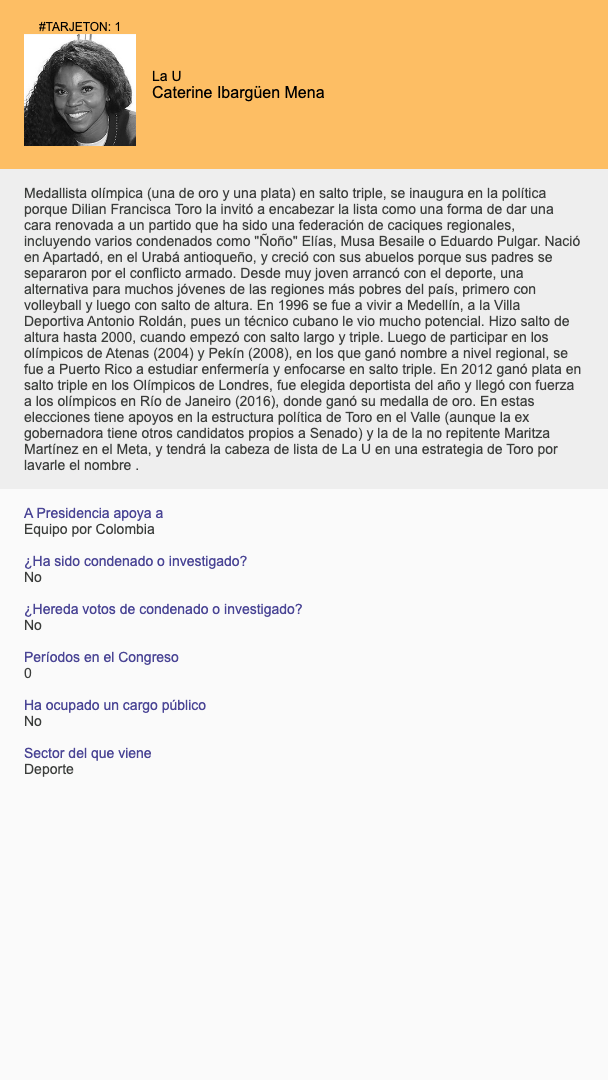 #TARJETON: 1
La U
Caterine Ibargüen Mena
Medallista olímpica (una de oro y una plata) en salto triple, se inaugura en la política
porque Dilian Francisca Toro la invitó a encabezar la lista como una forma de dar una
cara renovada a un partido que ha sido una federación de caciques regionales,
incluyendo varios condenados como "Ñoño" Elías, Musa Besaile o Eduardo Pulgar. Nació
en Apartadó, en el Urabá antioqueño, y creció con sus abuelos porque sus padres se
separaron por el conflicto armado. Desde muy joven arrancó con el deporte, una
alternativa para muchos jóvenes de las regiones más pobres del país, primero con
volleyball y luego con salto de altura. En 1996 se fue a vivir a Medellín, a la Villa
Deportiva Antonio Roldán, pues un técnico cubano le vio mucho potencial. Hizo salto de
altura hasta 2000, cuando empezó con salto largo y triple. Luego de participar en los
olímpicos de Atenas (2004) y Pekín (2008), en los que ganó nombre a nivel regional, se
fue a Puerto Rico a estudiar enfermería y enfocarse en salto triple. En 2012 ganó plata en
salto triple en los Olímpicos de Londres, fue elegida deportista del año y llegó con fuerza
a los olímpicos en Río de Janeiro (2016), donde ganó su medalla de oro. En estas
elecciones tiene apoyos en la estructura política de Toro en el Valle (aunque la ex
gobernadora tiene otros candidatos propios a Senado) y la de la no repitente Maritza
Martínez en el Meta, y tendrá la cabeza de lista de La U en una estrategia de Toro por
lavarle el nombre .
A Presidencia apoya a
Equipo por Colombia
¿Ha sido condenado o investigado?
No
¿Hereda votos de condenado o investigado?
No
Períodos en el Congreso
0
Ha ocupado un cargo público
No
Sector del que viene
Deporte